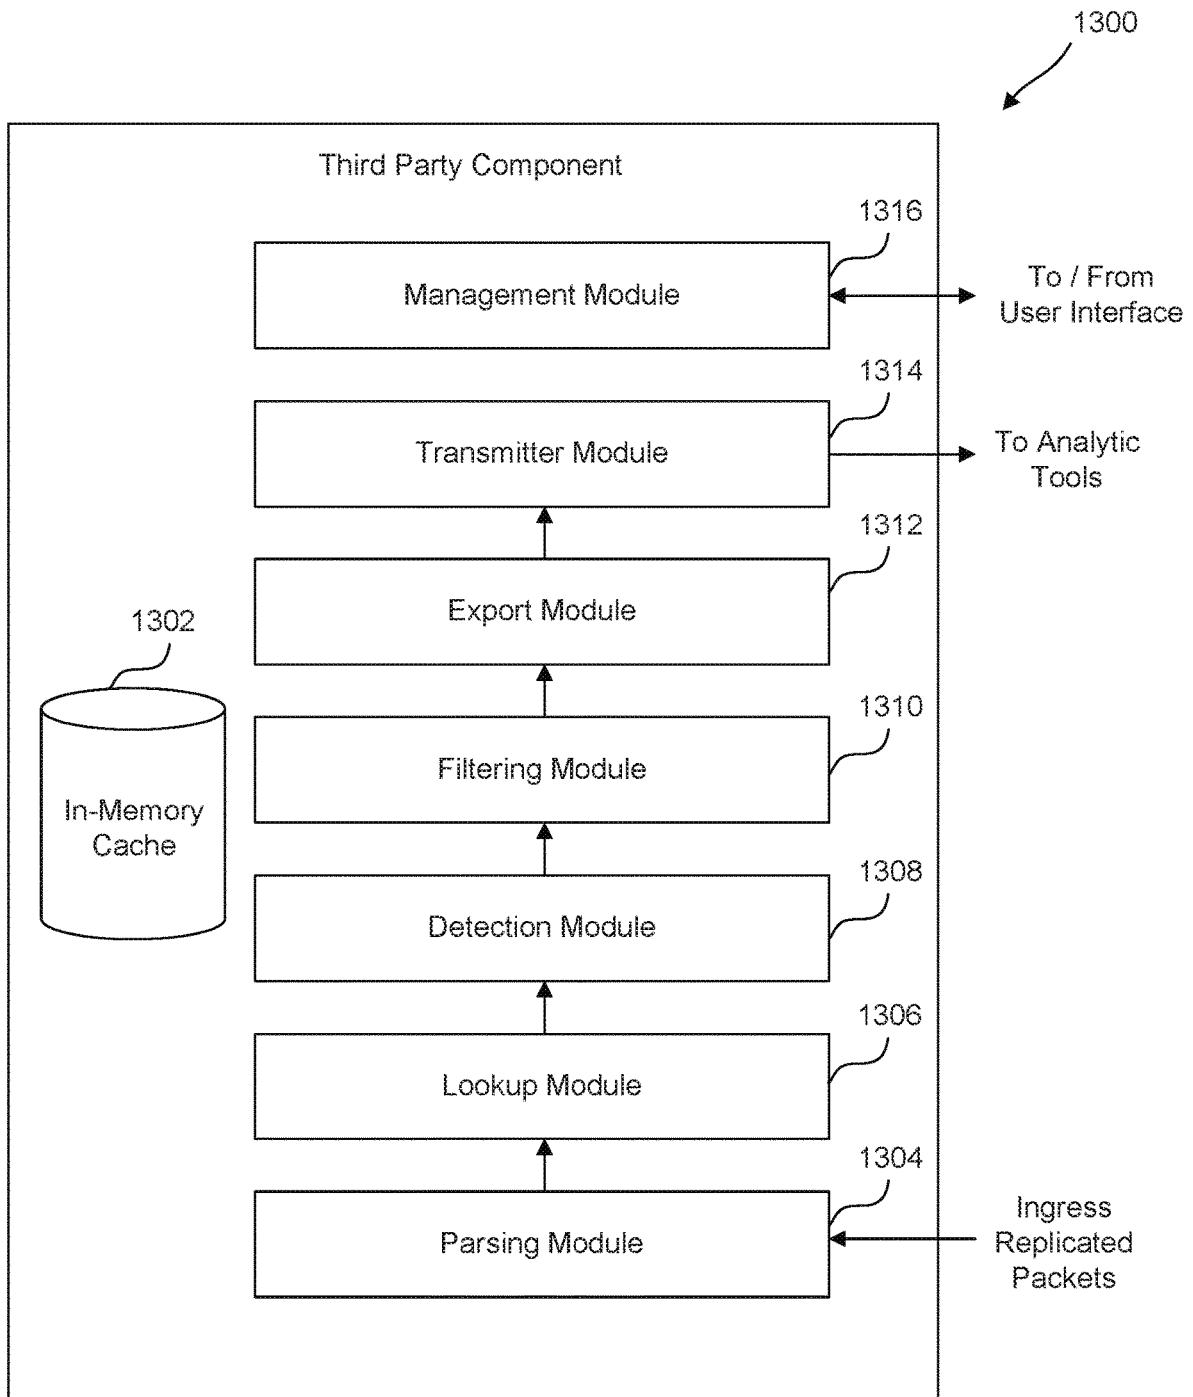 1300
Third Party Component
1316
Management Module
To / From
User Interface
1314
Transmitter Module
To Analytic
Tools
1312
Export Module
1302
In-Memory
Cache
1310
Filtering Module
1308
Detection Module
1306
Lookup Module
1304
Parsing Module
Ingress
Replicated
Packets